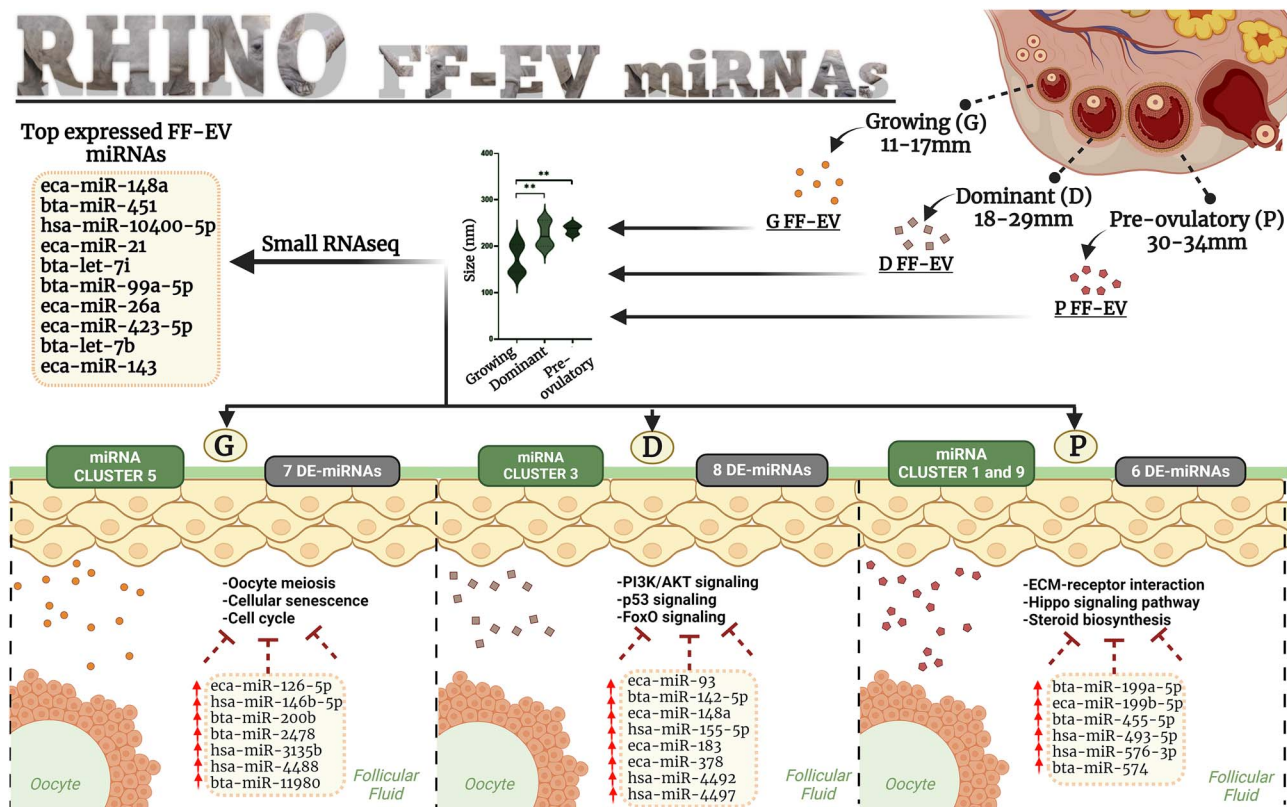 RHINO FF-EV miRNAs
Top expressed FF-EV
miRNAs
eca-miR-148a
bta-miR-451
hsa-miR-10400-5p
eca-miR-21
bta-let-7i
bta-miR-99a-5p
eca-miR-26a
eca-miR-423-5p
bta-let-7b
eca-miR-143
Small RNAseq
400
300
200
100
0
Size (nm)
**
**
Growing
Dominant
Pre-
ovulatory
Growing (G)
11-17mm
G FF-EV
Dominant (D)
18-29mm
D FF-EV
Pre-ovulatory (P)
30-34mm
P FF-EV
G
miRNA
CLUSTER 5
7 DE-miRNAs
-Oocyte meiosis
-Cellular senescence
-Cell cycle
eca-miR-126-5p
hsa-miR-146b-5p
bta-miR-200b
bta-miR-2478
hsa-miR-3135b
hsa-miR-4488
bta-miR-11980
Oocyte
Follicular
Fluid
D
miRNA
CLUSTER 3
8 DE-miRNAs
-PI3K/AKT signaling
-p53 signaling
-FoxO signaling
eca-miR-93
bta-miR-142-5p
eca-miR-148a
hsa-miR-155-5p
eca-miR-183
eca-miR-378
hsa-miR-4492
hsa-miR-4497
Oocyte
Follicular
Fluid
P
miRNA
CLUSTER 1 and 9
6 DE-miRNAs
-ECM-receptor interaction
-Hippo signaling pathway
-Steroid biosynthesis
bta-miR-199a-5p
eca-miR-199b-5p
bta-miR-455-5p
hsa-miR-493-5p
hsa-miR-576-3p
bta-miR-574
Oocyte
Follicular
Fluid